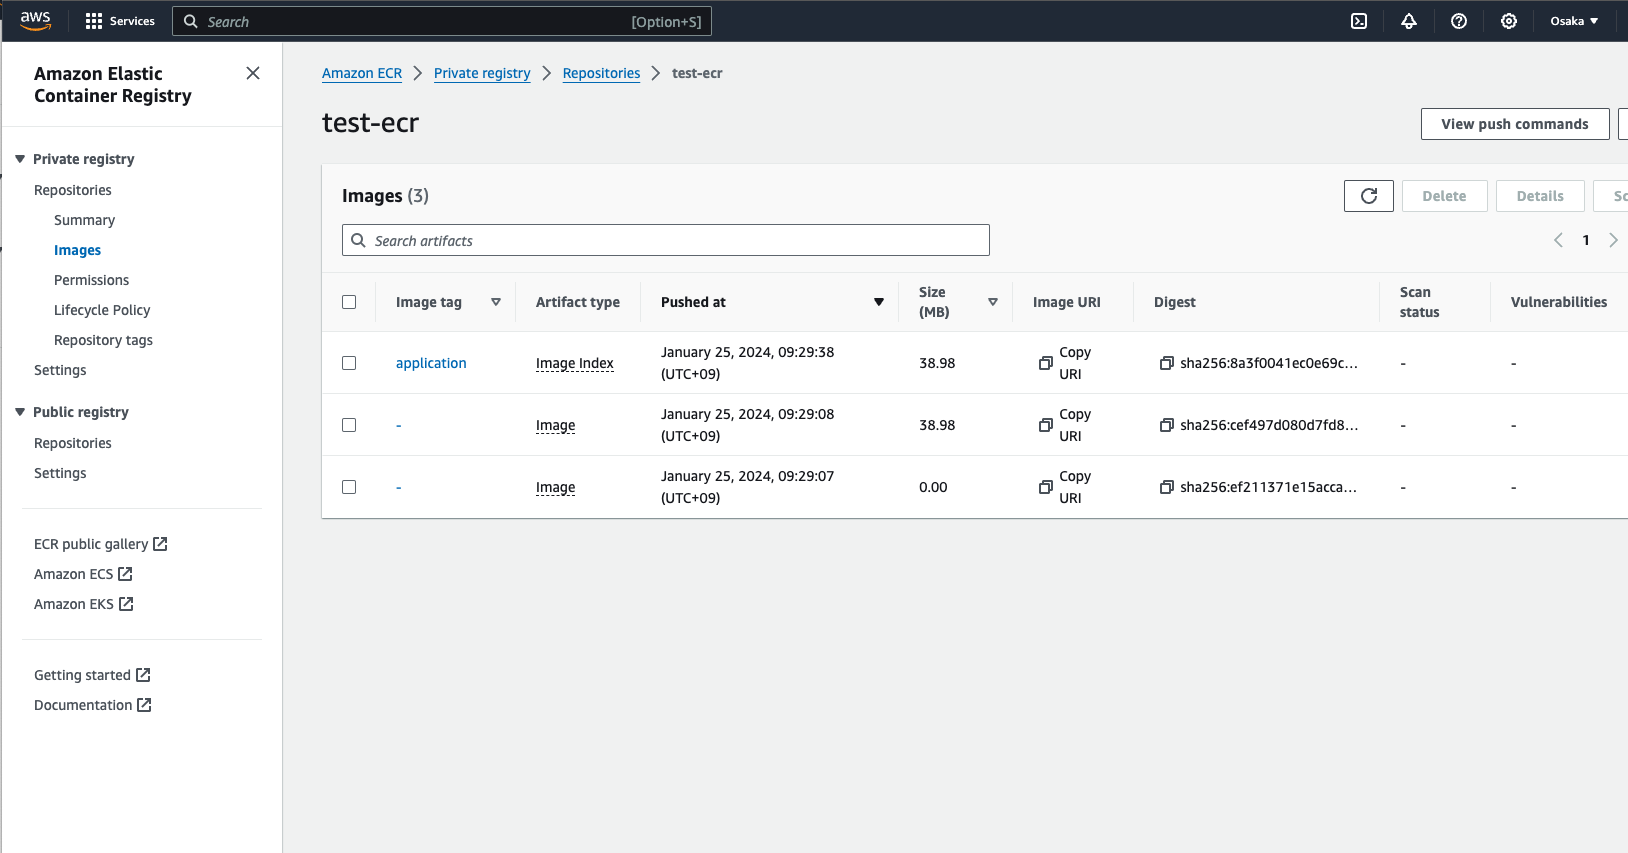 aws
Services
Search
[Option+S]
Osaka
Amazon Elastic
Container Registry
Private registry
Repositories
Summary
Images
Permissions
Lifecycle Policy
Repository tags
Settings
Public registry
Repositories
Settings
ECR public gallery
Amazon ECS
Amazon EKS
Getting started
Documentation
Amazon ECR
Private registry
Repositories
test-ecr
test-ecr
View push commands
Images (3)
Delete
Details
Sc
Search artifacts
1
Image tag
Artifact type
Pushed at
Size
(MB)
Image URI
Digest
Scan
status
Vulnerabilities
application
Image Index
January 25, 2024, 09:29:38
(UTC+09)
38.98
Copy
URI
sha256:8a3f0041ec0e69c...
-
-
-
Image
January 25, 2024, 09:29:08
(UTC+09)
38.98
Copy
URI
sha256:cef497d080d7fd8...
-
-
-
Image
January 25, 2024, 09:29:07
(UTC+09)
0.00
Copy
URI
sha256:ef211371e15acca...
-
-